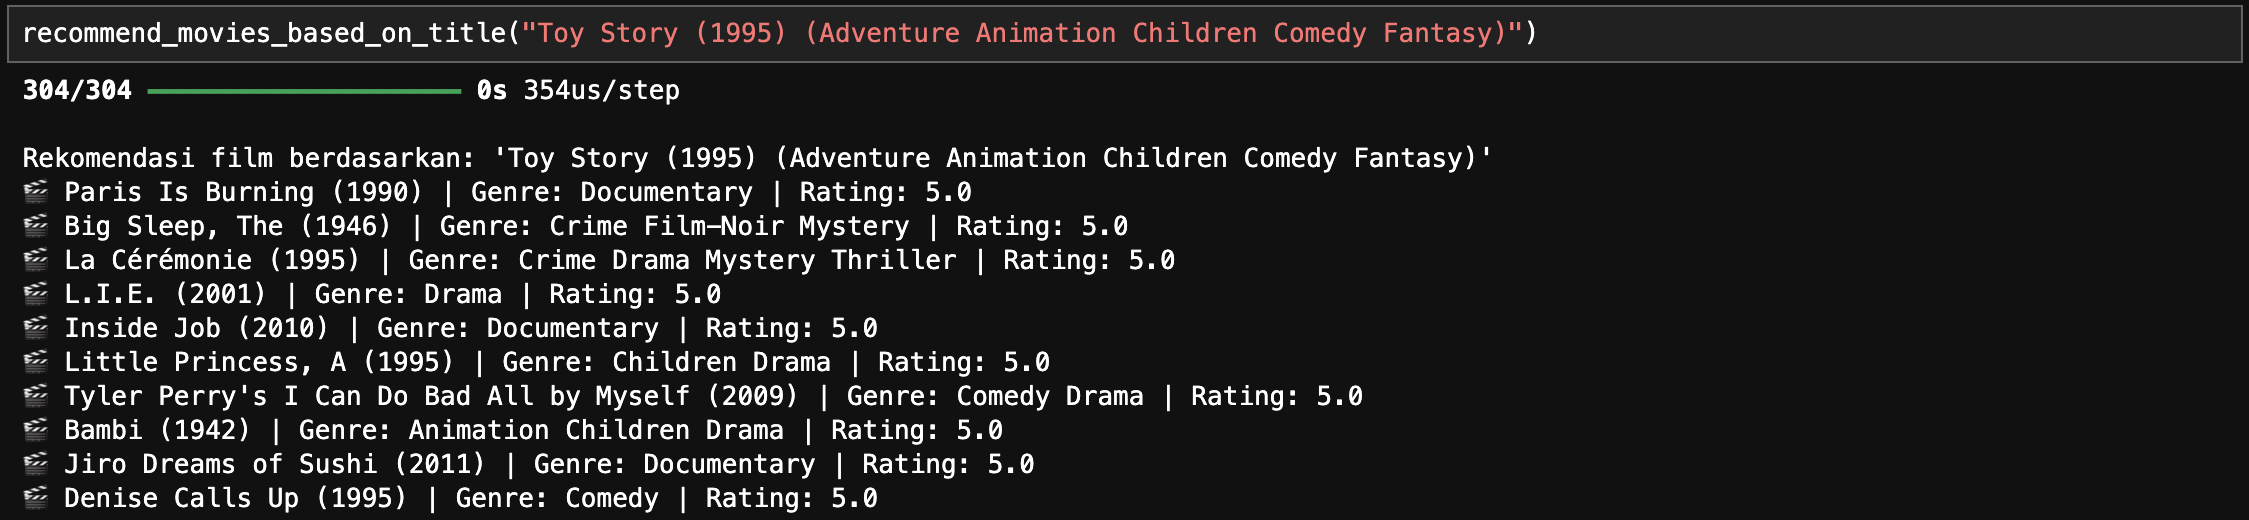 recommend_movies_based_on_title("Toy Story (1995) (Adventure Animation Children Comedy Fantasy)")
304/304 ━━━━━━━━━━━━━━━━━━━━ 0s 354us/step
Rekomendasi film berdasarkan: 'Toy Story (1995) (Adventure Animation Children Comedy Fantasy)'
🎬 Paris Is Burning (1990) | Genre: Documentary | Rating: 5.0
🎬 Big Sleep, The (1946) | Genre: Crime Film-Noir Mystery | Rating: 5.0
🎬 La Cérémonie (1995) | Genre: Crime Drama Mystery Thriller | Rating: 5.0
🎬 L.I.E. (2001) | Genre: Drama | Rating: 5.0
🎬 Inside Job (2010) | Genre: Documentary | Rating: 5.0
🎬 Little Princess, A (1995) | Genre: Children Drama | Rating: 5.0
🎬 Tyler Perry's I Can Do Bad All by Myself (2009) | Genre: Comedy Drama | Rating: 5.0
🎬 Bambi (1942) | Genre: Animation Children Drama | Rating: 5.0
🎬 Jiro Dreams of Sushi (2011) | Genre: Documentary | Rating: 5.0
🎬 Denise Calls Up (1995) | Genre: Comedy | Rating: 5.0